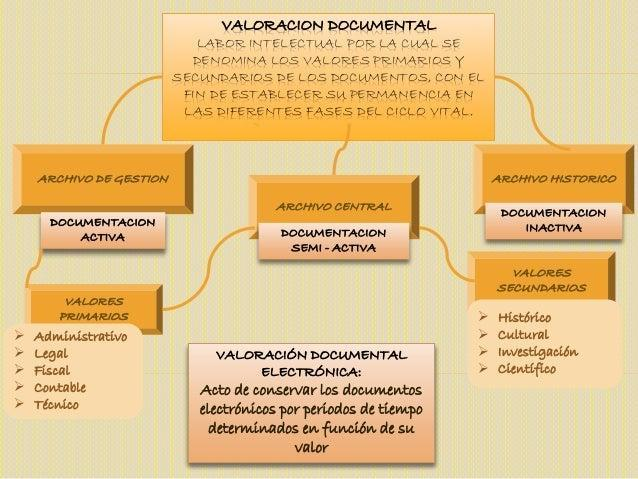 VALORACION DOCUMENTAL
LABOR INTELECTUAL POR LA CUAL SE
DENOMINA LOS VALORES PRIMARIOS Y
SECUNDARIOS DE LOS DOCUMENTOS, CON EL
FIN DE ESTABLECER SU PERMANENCIA EN
LAS DIFERENTES FASES DEL CICLO VITAL.
ARCHIVO DE GESTION
DOCUMENTACION
ACTIVA
ARCHIVO CENTRAL
DOCUMENTACION
SEMI - ACTIVA
ARCHIVO HISTORICO
DOCUMENTACION
INACTIVA
VALORES
PRIMARIOS
➢ Administrativo
➢ Legal
➢ Fiscal
➢ Contable
➢ Técnico
VALORES
SECUNDARIOS
➢ Histórico
➢ Cultural
➢ Investigación
➢ Científico
VALORACIÓN DOCUMENTAL
ELECTRÓNICA:
Acto de conservar los documentos
electrónicos por periodos de tiempo
determinados en función de su
valor